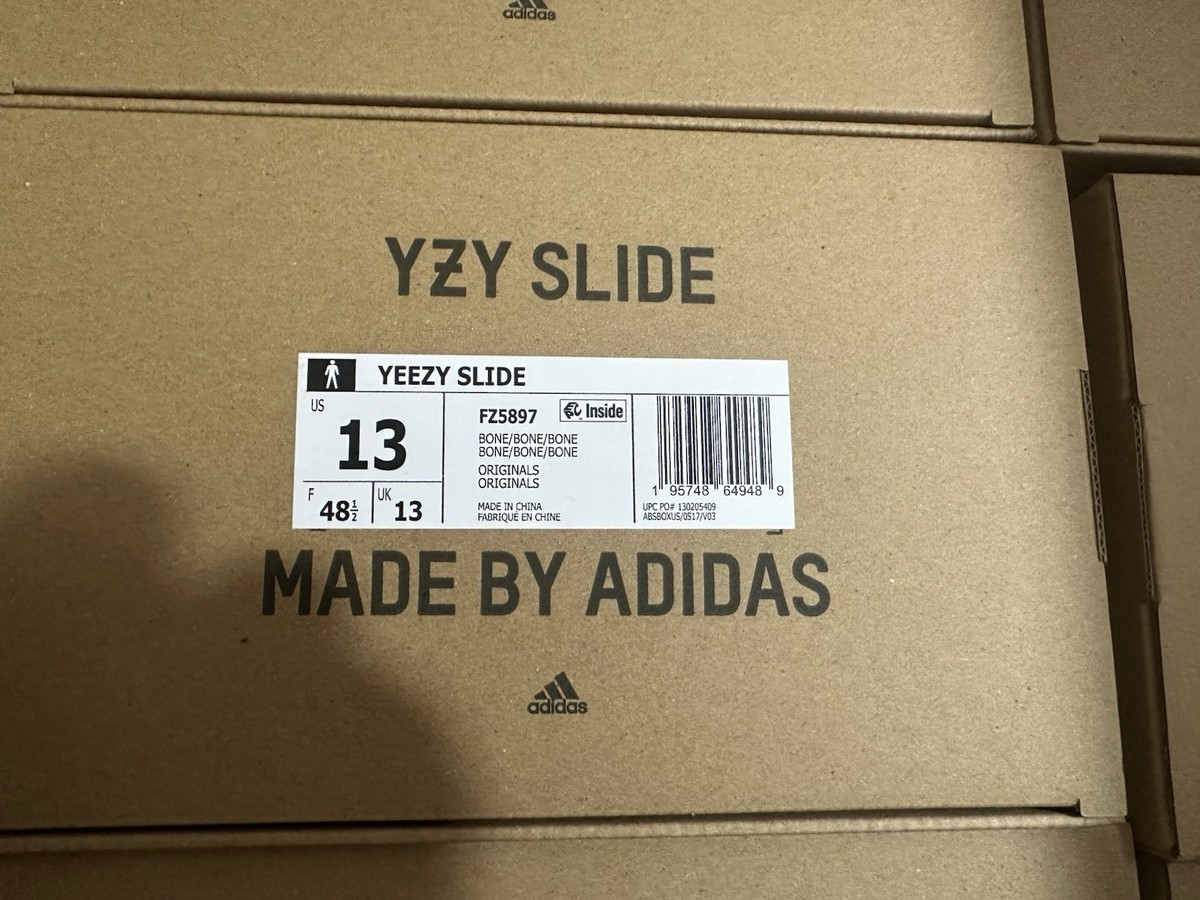 adidas
YZY SLIDE
YEEZY SLIDE
US
13
F
48½
UK
13
FZ5897
Inside
BONE/BONE/BONE
BONE/BONE/BONE
ORIGINALS
ORIGINALS
MADE IN CHINA
FABRIQUÉ EN CHINE
1 95748 64948 9
UPC PO# 130205409
ABSBOXUS/0517/V03
MADE BY ADIDAS
adidas